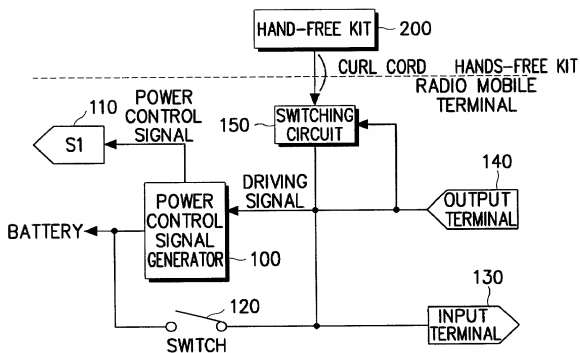 HAND-FREE KIT
200
CURL CORD
HANDS-FREE KIT
RADIO MOBILE
TERMINAL
110
POWER
CONTROL
SIGNAL
S1
150
SWITCHING
CIRCUIT
140
DRIVING
SIGNAL
OUTPUT
TERMINAL
BATTERY
POWER
CONTROL
SIGNAL
GENERATOR
100
120
SWITCH
130
INPUT
TERMINAL